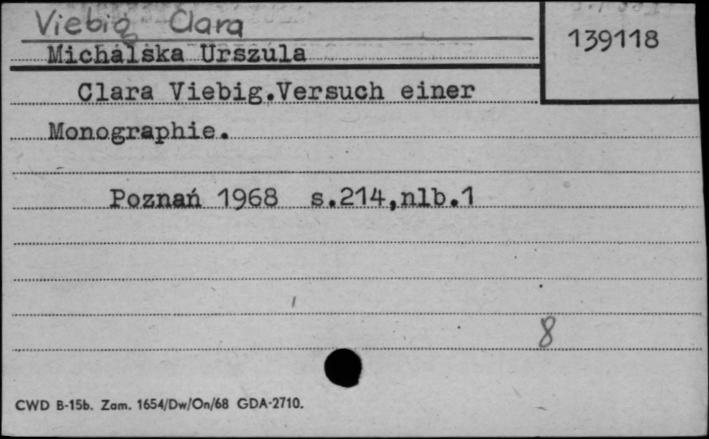 Viebig Clara
139118
Michalska Urszula
Clara Viebig.Versuch einer
Monographie.
Poznań 1968 s.214,nlb.1
8
CWD B-15b. Zam. 1654/Dw/On/68 GDA-2710.